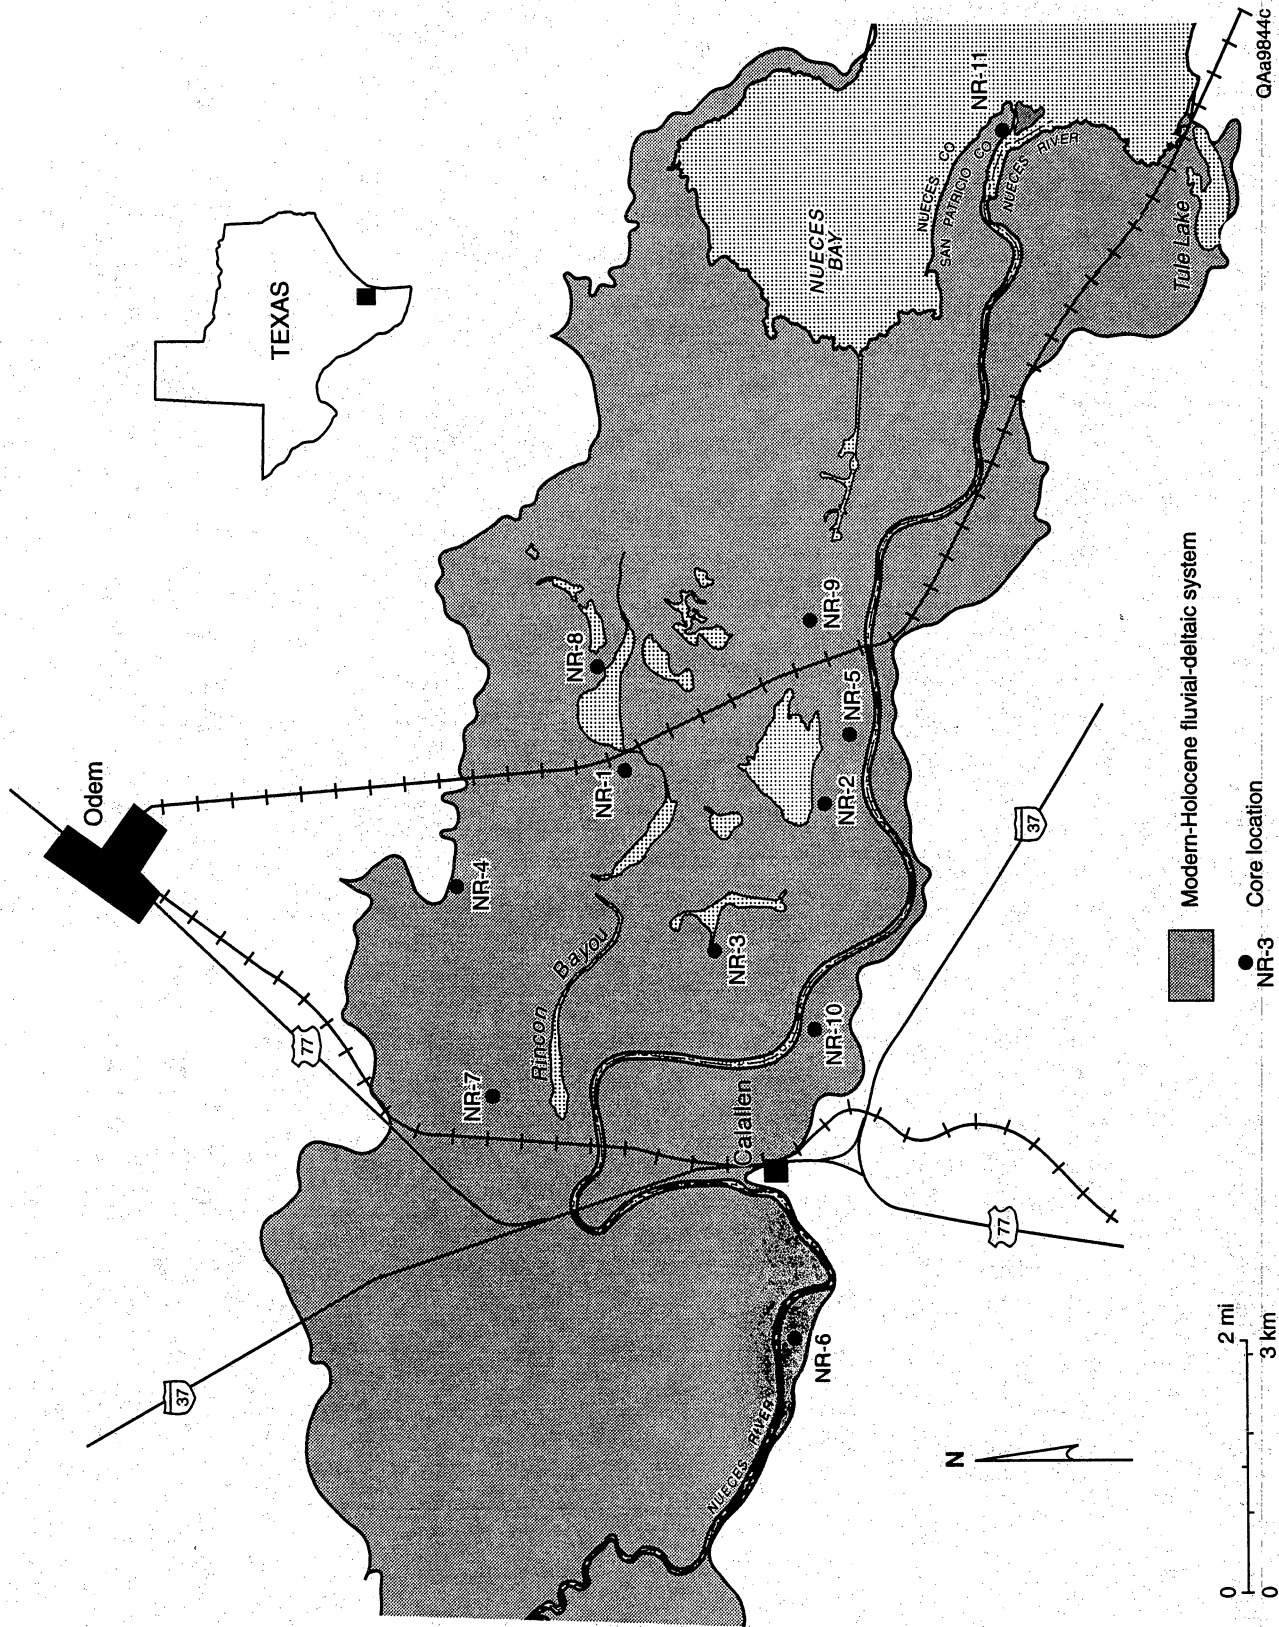 Odem
TEXAS
77
37
NR-4
NR-7
NR-1
NR-8
Rincon Bayou
NR-3
NUECES
BAY
NUECES CO
SAN PATRICIO CO
NR-11
NUECES RIVER
NR-9
NR-5
NR-2
NR-10
Calallen
NR-6
NUECES RIVER
37
77
Tule Lake
N
0
2 mi
0
3 km
Modern-Holocene fluvial-deltaic system
NR-3
Core location
QAa9844c